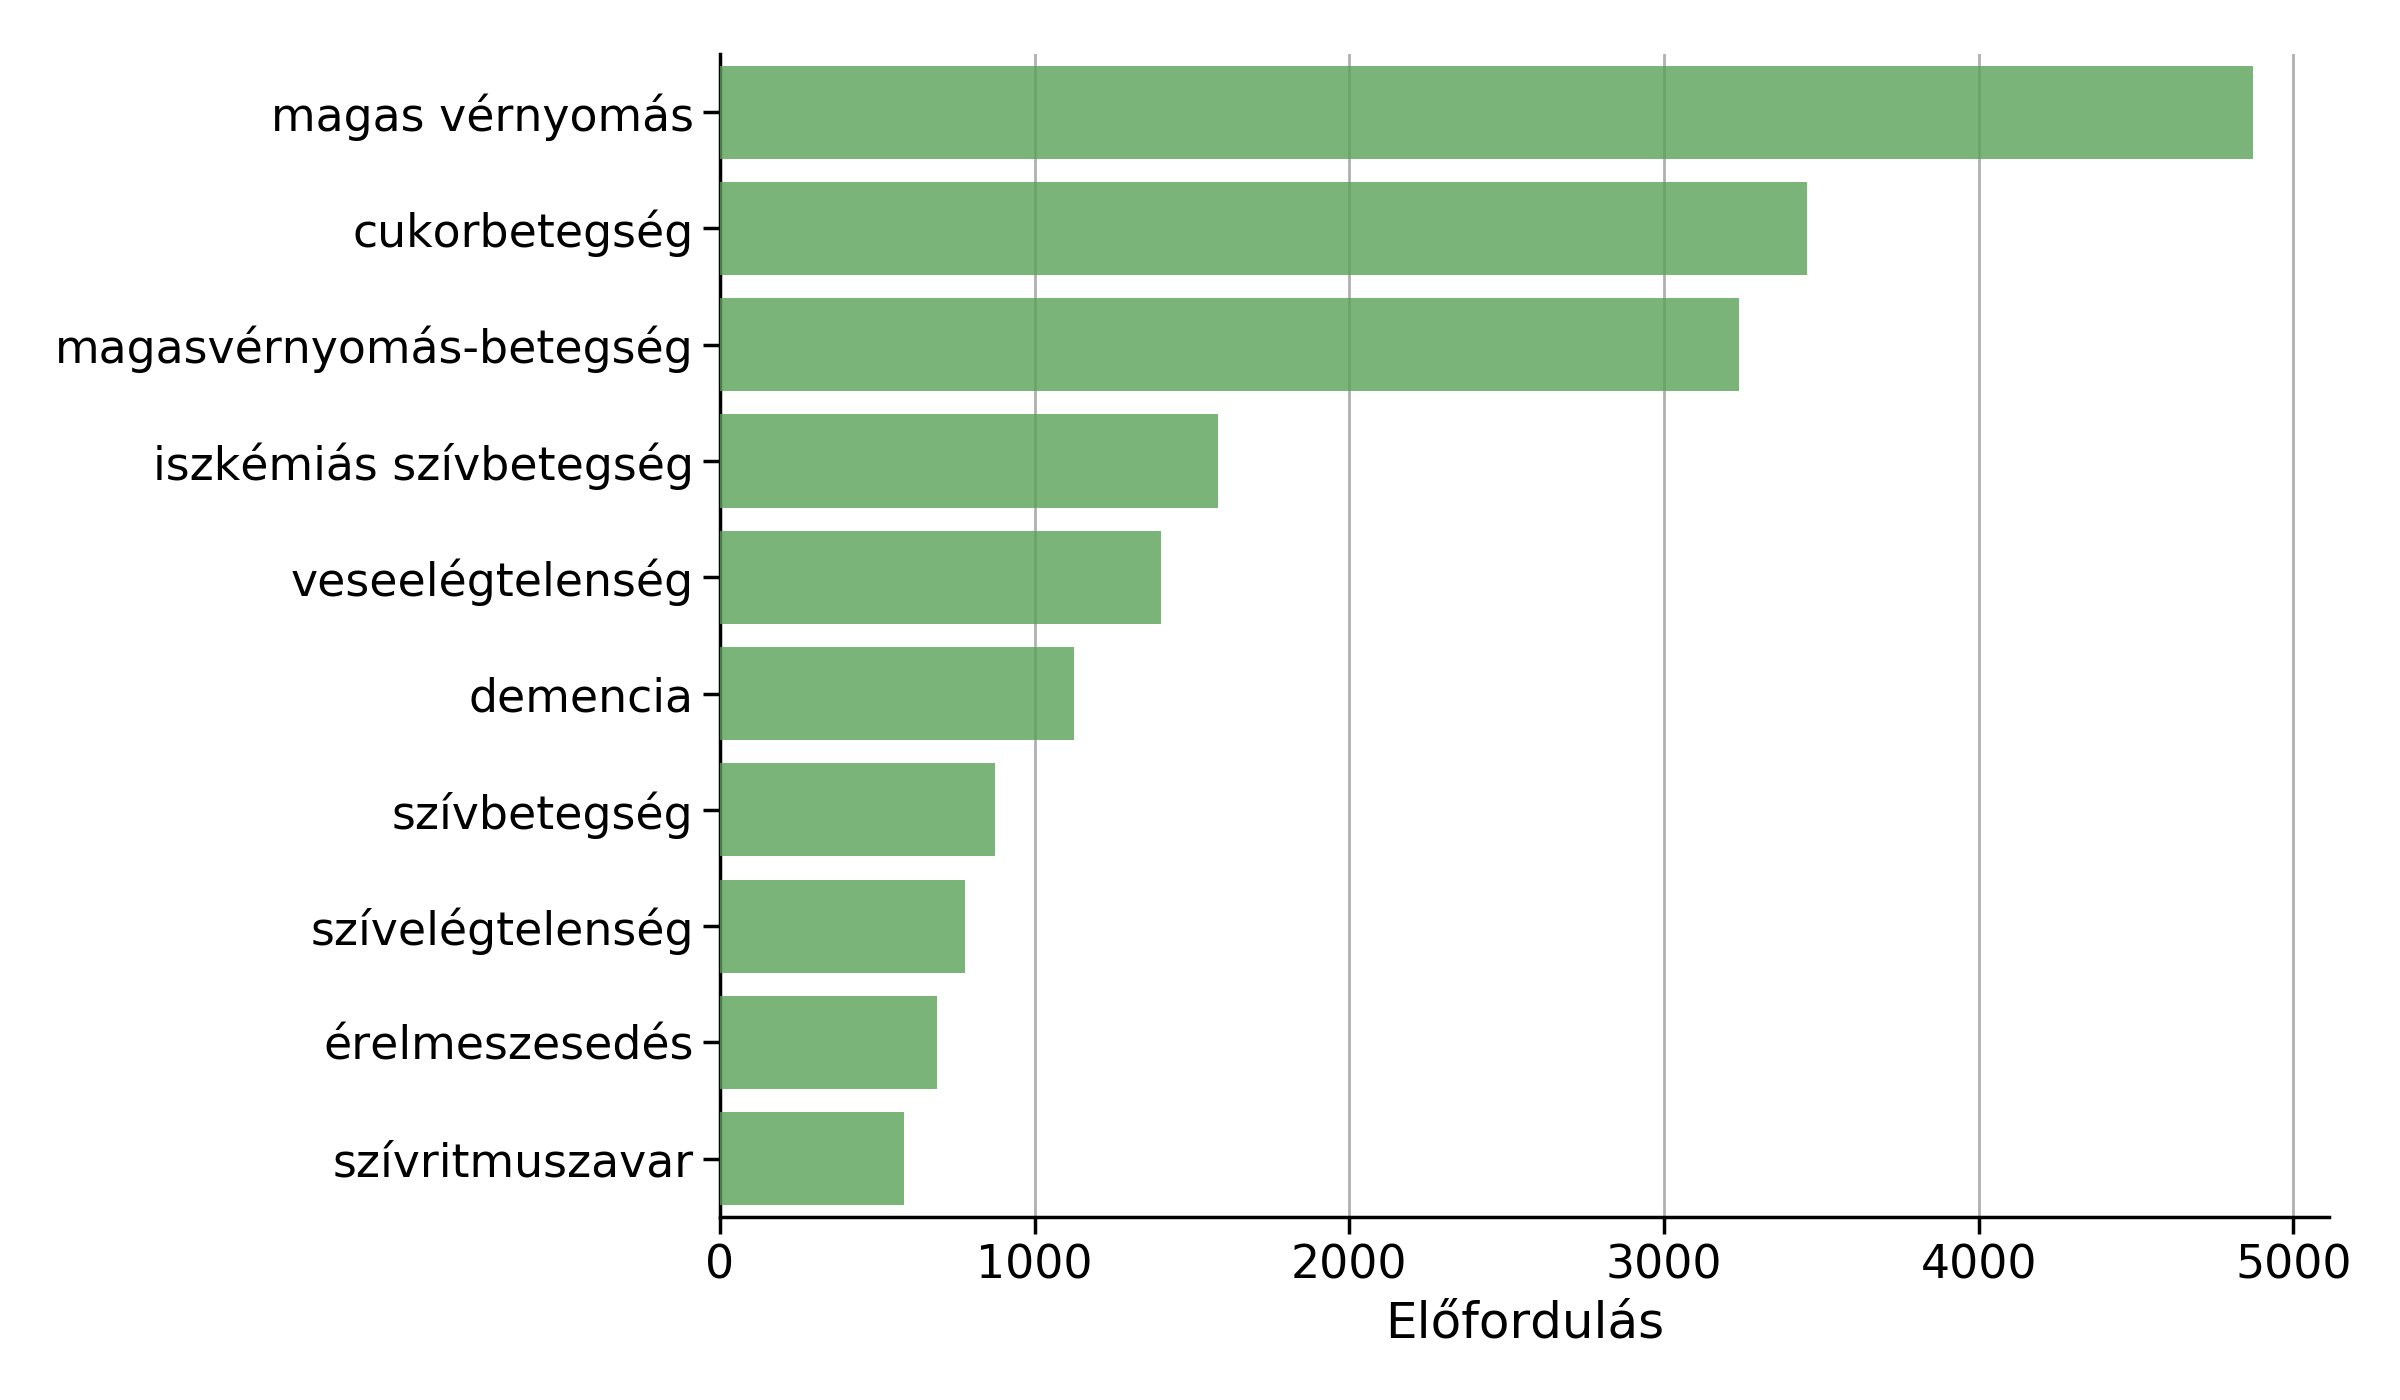 magas vérnyomás
cukorbetegség
magasvérnyomás-betegség
iszkémiás szívbetegség
veseelégtelenség
demencia
szívbetegség
szívelégtelenség
érelmeszesedés
szívritmuszavar
0 1000 2000 3000 4000 5000
Előfordulás